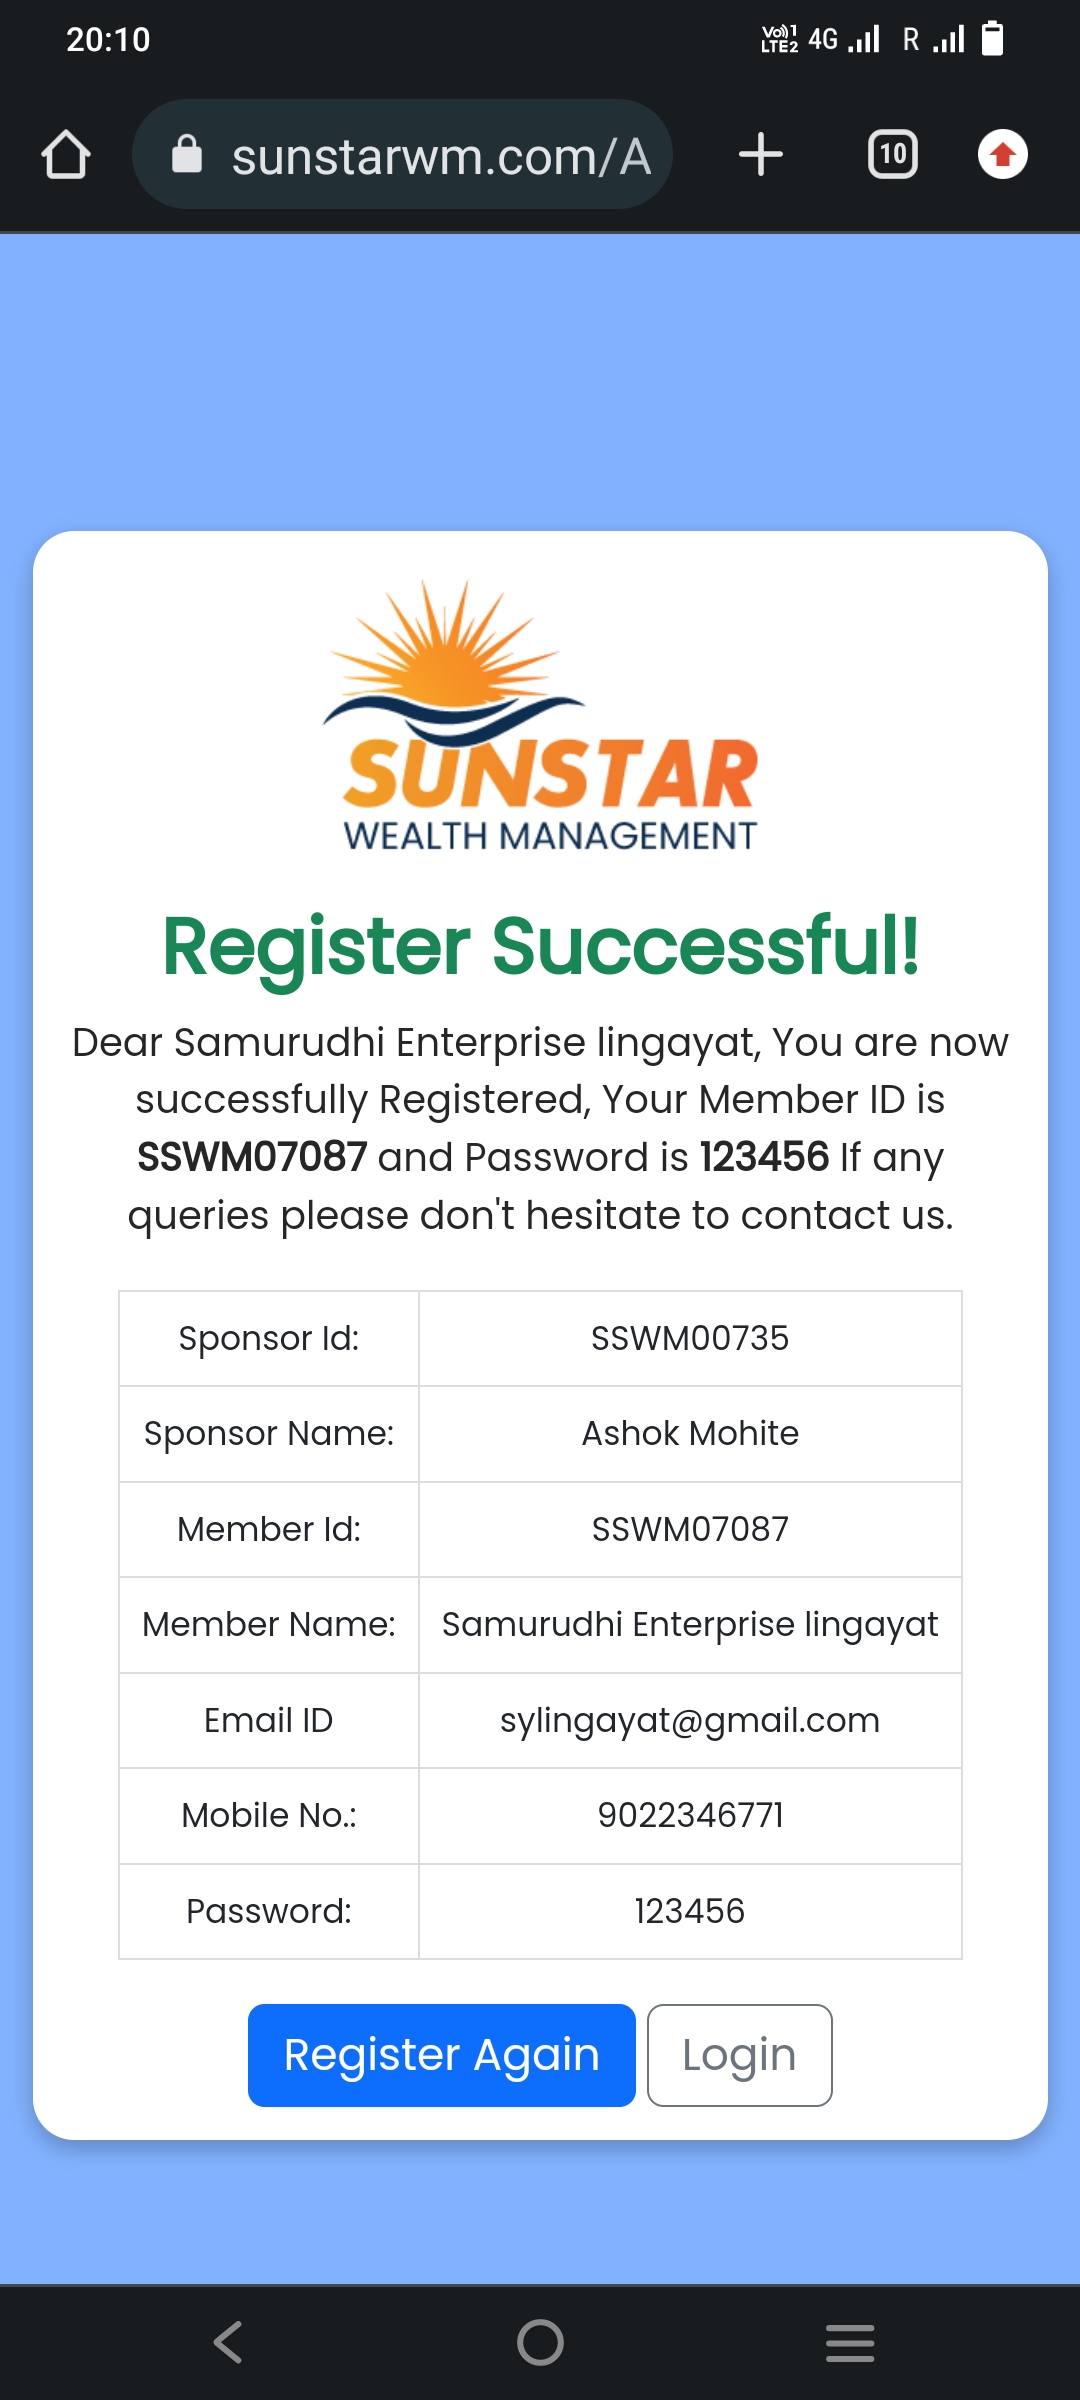 20:10
Vo)) 1 4G R
LTE2
sunstarwm.com/A
10
SUNSTAR
WEALTH MANAGEMENT
Register Successful!
Dear Samurudhi Enterprise lingayat, You are now
successfully Registered, Your Member ID is
SSWM07087 and Password is 123456 If any
queries please don't hesitate to contact us.
Sponsor Id: SSWM00735
Sponsor Name: Ashok Mohite
Member Id: SSWM07087
Member Name: Samurudhi Enterprise lingayat
Email ID sylingayat@gmail.com
Mobile No.: 9022346771
Password: 123456
Register Again Login